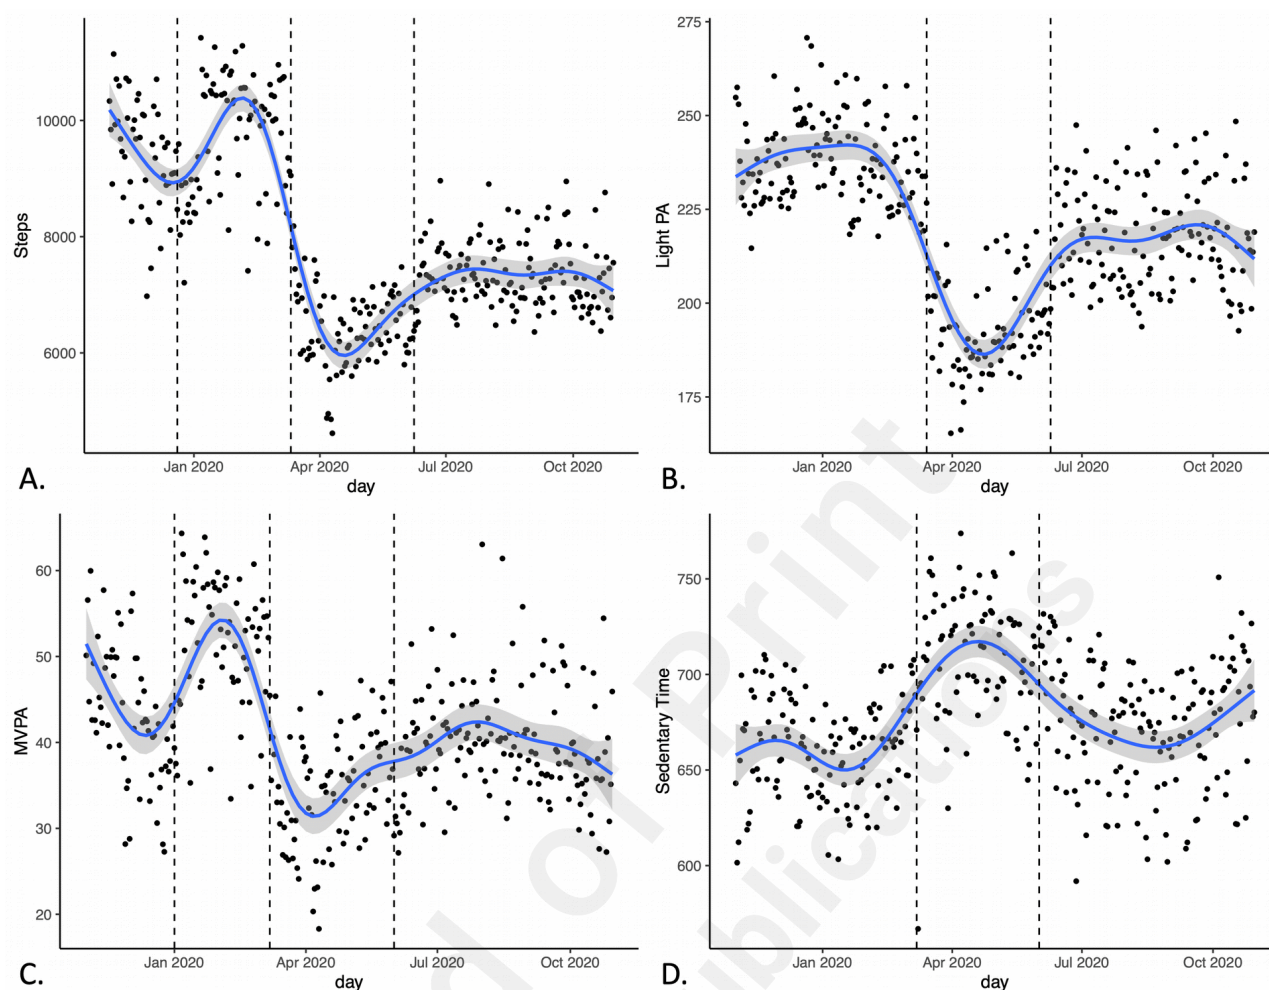 Steps
10000
8000
6000
Jan 2020 Apr 2020 Jul 2020 Oct 2020
day
A.
Light PA
275
250
225
200
175
Jan 2020 Apr 2020 Jul 2020 Oct 2020
day
B.
MVPA
60
50
40
30
20
Jan 2020 Apr 2020 Jul 2020 Oct 2020
day
C.
Sedentary Time
750
700
650
600
Jan 2020 Apr 2020 Jul 2020 Oct 2020
day
D.
d of Print
ublications